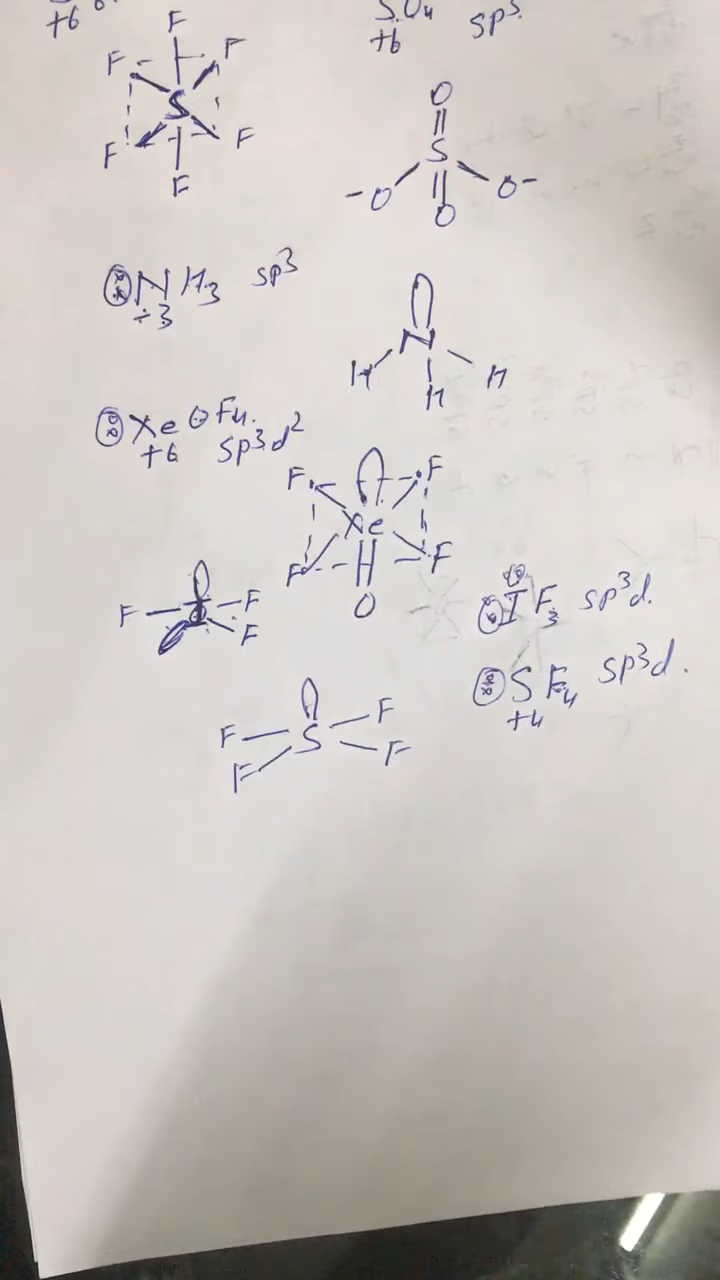 +6
SO4 sp3
+6
F
F F
S
F F
F
O
S
-O O-
O
NH3 sp3
+3
N
H H
H
XeOF4.
+6 sp3d2
F F
Xe
F F
O
F F
F
IF3 sp3d.
SF4 sp3d.
+4
F F
S
F F